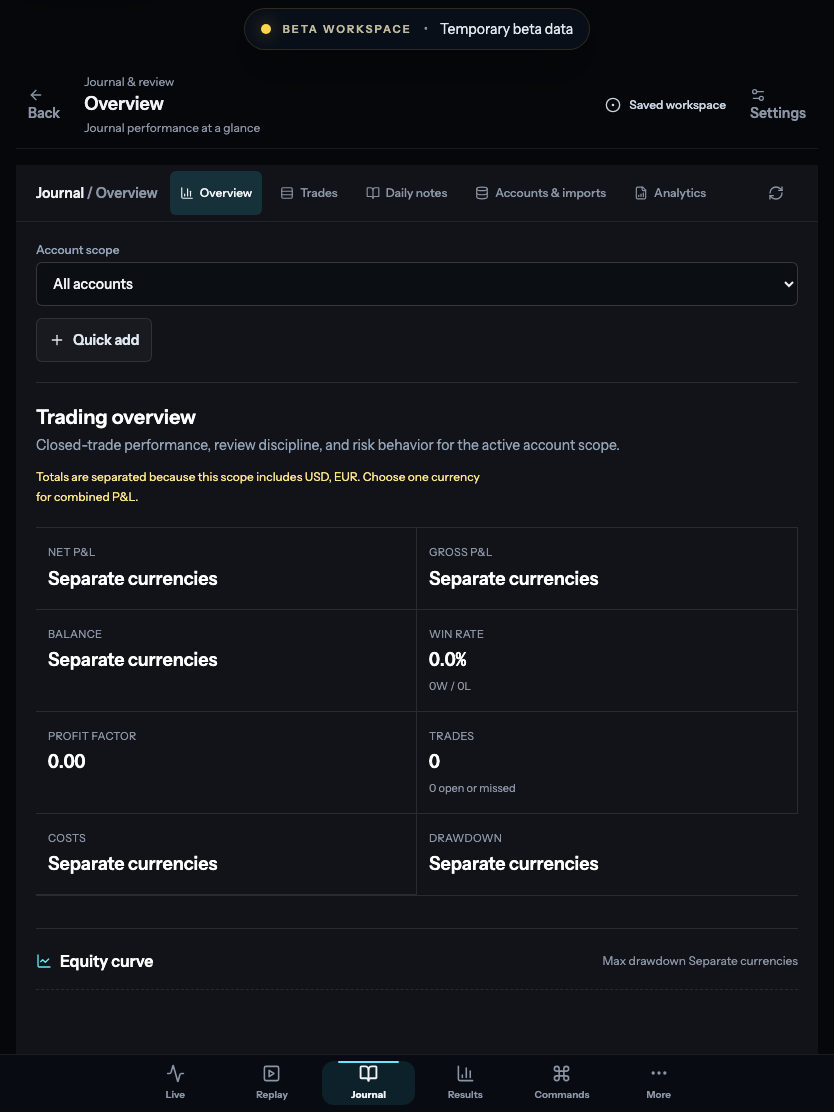 BETA WORKSPACE • Temporary beta data
Journal & review
Back
Overview
Journal performance at a glance
Saved workspace
Settings
Journal / Overview
Overview
Trades
Daily notes
Accounts & imports
Analytics
Account scope
All accounts
Quick add
Trading overview
Closed-trade performance, review discipline, and risk behavior for the active account scope.
Totals are separated because this scope includes USD, EUR. Choose one currency
for combined P&L.
NET P&L
Separate currencies
GROSS P&L
Separate currencies
BALANCE
Separate currencies
WIN RATE
0.0%
0W / 0L
PROFIT FACTOR
0.00
TRADES
0
0 open or missed
COSTS
Separate currencies
DRAWDOWN
Separate currencies
Equity curve
Max drawdown Separate currencies
Live
Replay
Journal
Results
Commands
More